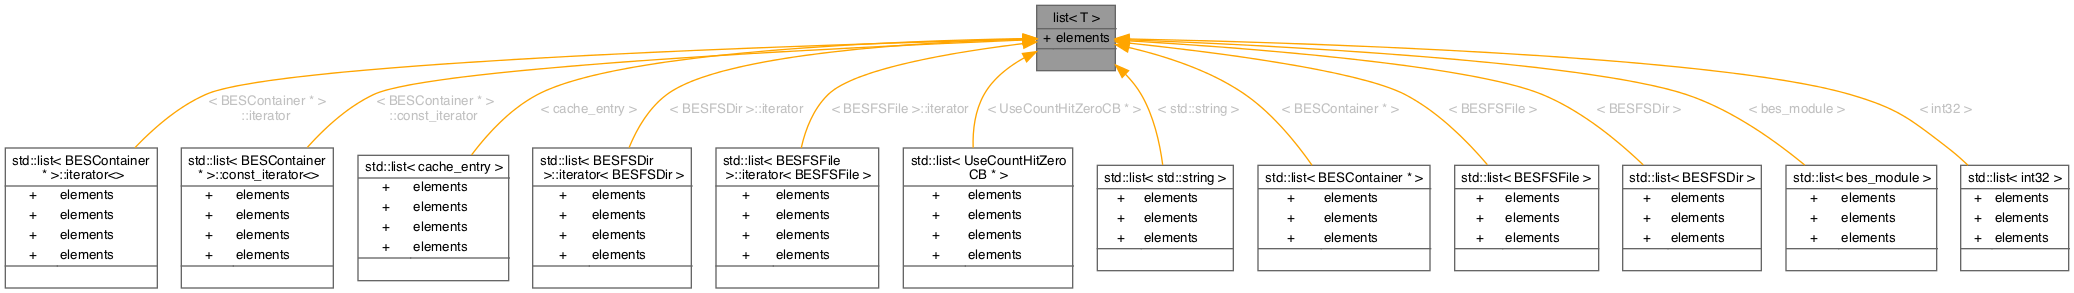 list< T >
+ elements
< BESContainer * >
::iterator
< BESContainer * >
::const_iterator
< cache_entry >
< BESFSDir >::iterator
< BESFSFile >::iterator
< UseCountHitZeroCB * >
< std::string >
< BESContainer * >
< BESFSFile >
< BESFSDir >
< bes_module >
< int32 >
std::list< BESContainer
* >::iterator<>
+ elements
+ elements
+ elements
+ elements
std::list< BESContainer
* >::const_iterator<>
+ elements
+ elements
+ elements
+ elements
std::list< cache_entry >
+ elements
+ elements
+ elements
+ elements
std::list< BESFSDir
>::iterator< BESFSDir >
+ elements
+ elements
+ elements
+ elements
std::list< BESFSFile
>::iterator< BESFSFile >
+ elements
+ elements
+ elements
+ elements
std::list< UseCountHitZero
CB * >
+ elements
+ elements
+ elements
+ elements
std::list< std::string >
+ elements
+ elements
+ elements
std::list< BESContainer * >
+ elements
+ elements
+ elements
std::list< BESFSFile >
+ elements
+ elements
+ elements
std::list< BESFSDir >
+ elements
+ elements
+ elements
std::list< bes_module >
+ elements
+ elements
+ elements
std::list< int32 >
+ elements
+ elements
+ elements